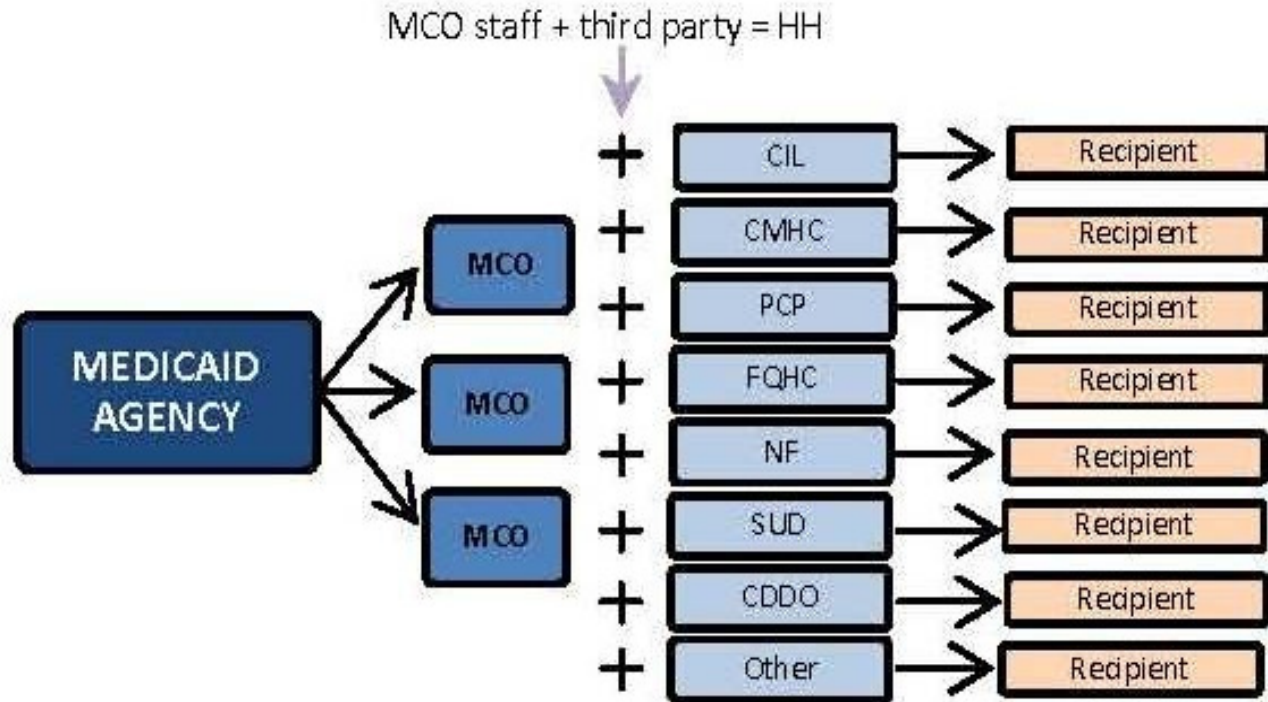 MCO staff + third party = HH
+ CIL Recipient
+ CMHC Recipient
MCO
+ PCP Recipient
MEDICAID
AGENCY
MCO
+ FQHC Recipient
+ NF Recipient
MCO
+ SUD Recipient
+ CDDO Recipient
+ Other Recipient